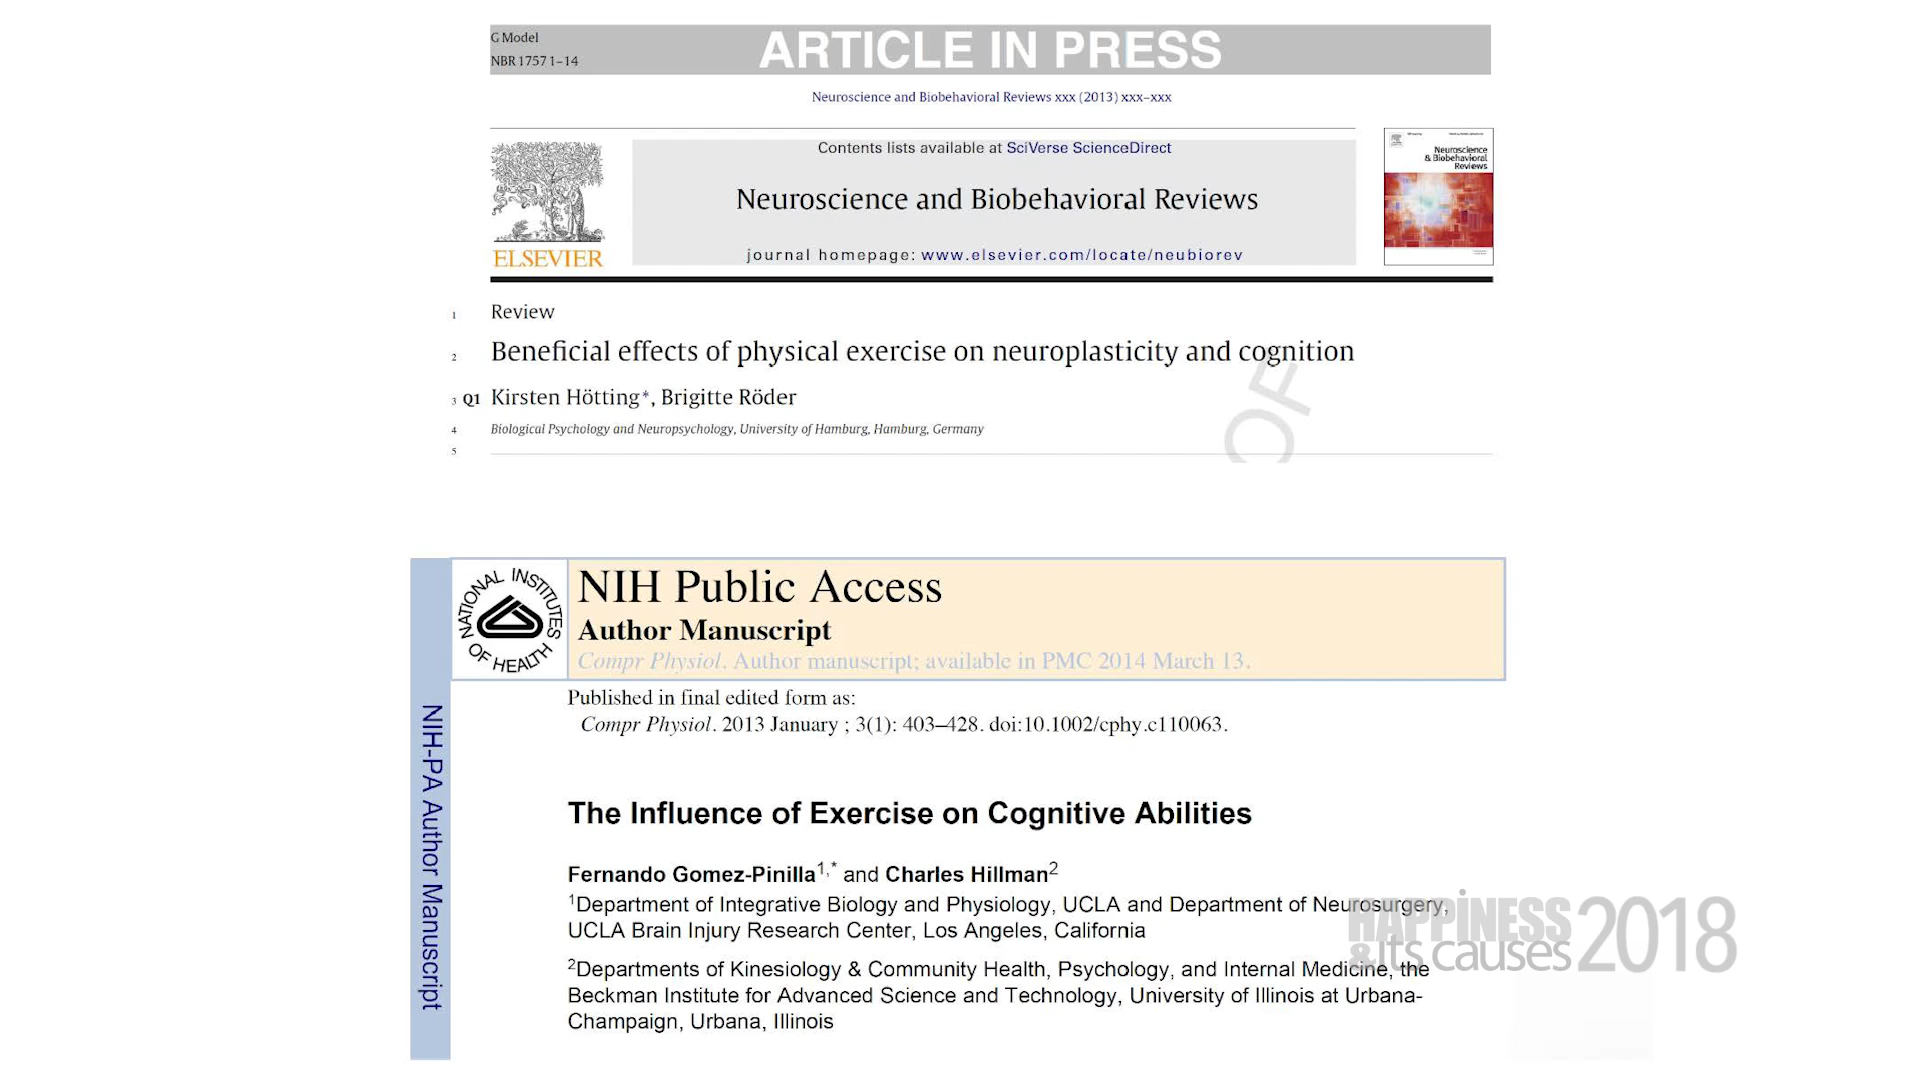 G Model
NBR 1757 1–14
ARTICLE IN PRESS
Neuroscience and Biobehavioral Reviews xxx (2013) xxx–xxx
Contents lists available at SciVerse ScienceDirect
Neuroscience and Biobehavioral Reviews
journal homepage: www.elsevier.com/locate/neubiorev
ELSEVIER
Neuroscience
& Biobehavioral
Reviews
1 Review
2 Beneficial effects of physical exercise on neuroplasticity and cognition
3 Q1 Kirsten Hötting*, Brigitte Röder
4 Biological Psychology and Neuropsychology, University of Hamburg, Hamburg, Germany
5
OF
NATIONAL INSTITUTES OF HEALTH
NIH Public Access
Author Manuscript
Compr Physiol. Author manuscript; available in PMC 2014 March 13.
NIH-PA Author Manuscript
Published in final edited form as:
Compr Physiol. 2013 January ; 3(1): 403–428. doi:10.1002/cphy.c110063.
The Influence of Exercise on Cognitive Abilities
Fernando Gomez-Pinilla1,* and Charles Hillman2
1Department of Integrative Biology and Physiology, UCLA and Department of Neurosurgery,
UCLA Brain Injury Research Center, Los Angeles, California
2Departments of Kinesiology & Community Health, Psychology, and Internal Medicine, the
Beckman Institute for Advanced Science and Technology, University of Illinois at Urbana-
Champaign, Urbana, Illinois
HAPPINESS
& its causes 2018